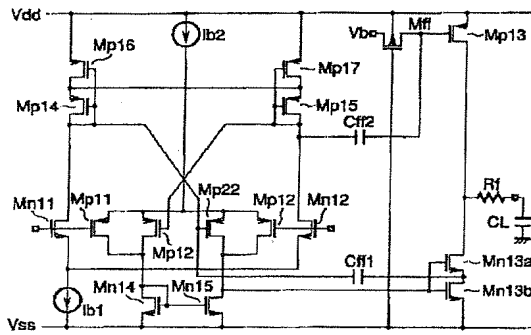 Vdd
Mp16
Ib2
Vb
Mff
Mp13
Mp17
Mp14
Mp15
Cff2
Mn11
Mp11
Mp22
Mp12
Mn12
Rf
Mp12
CL
Cff1
Mn13a
Ib1
Mn14
Mn15
Mn13b
Vss